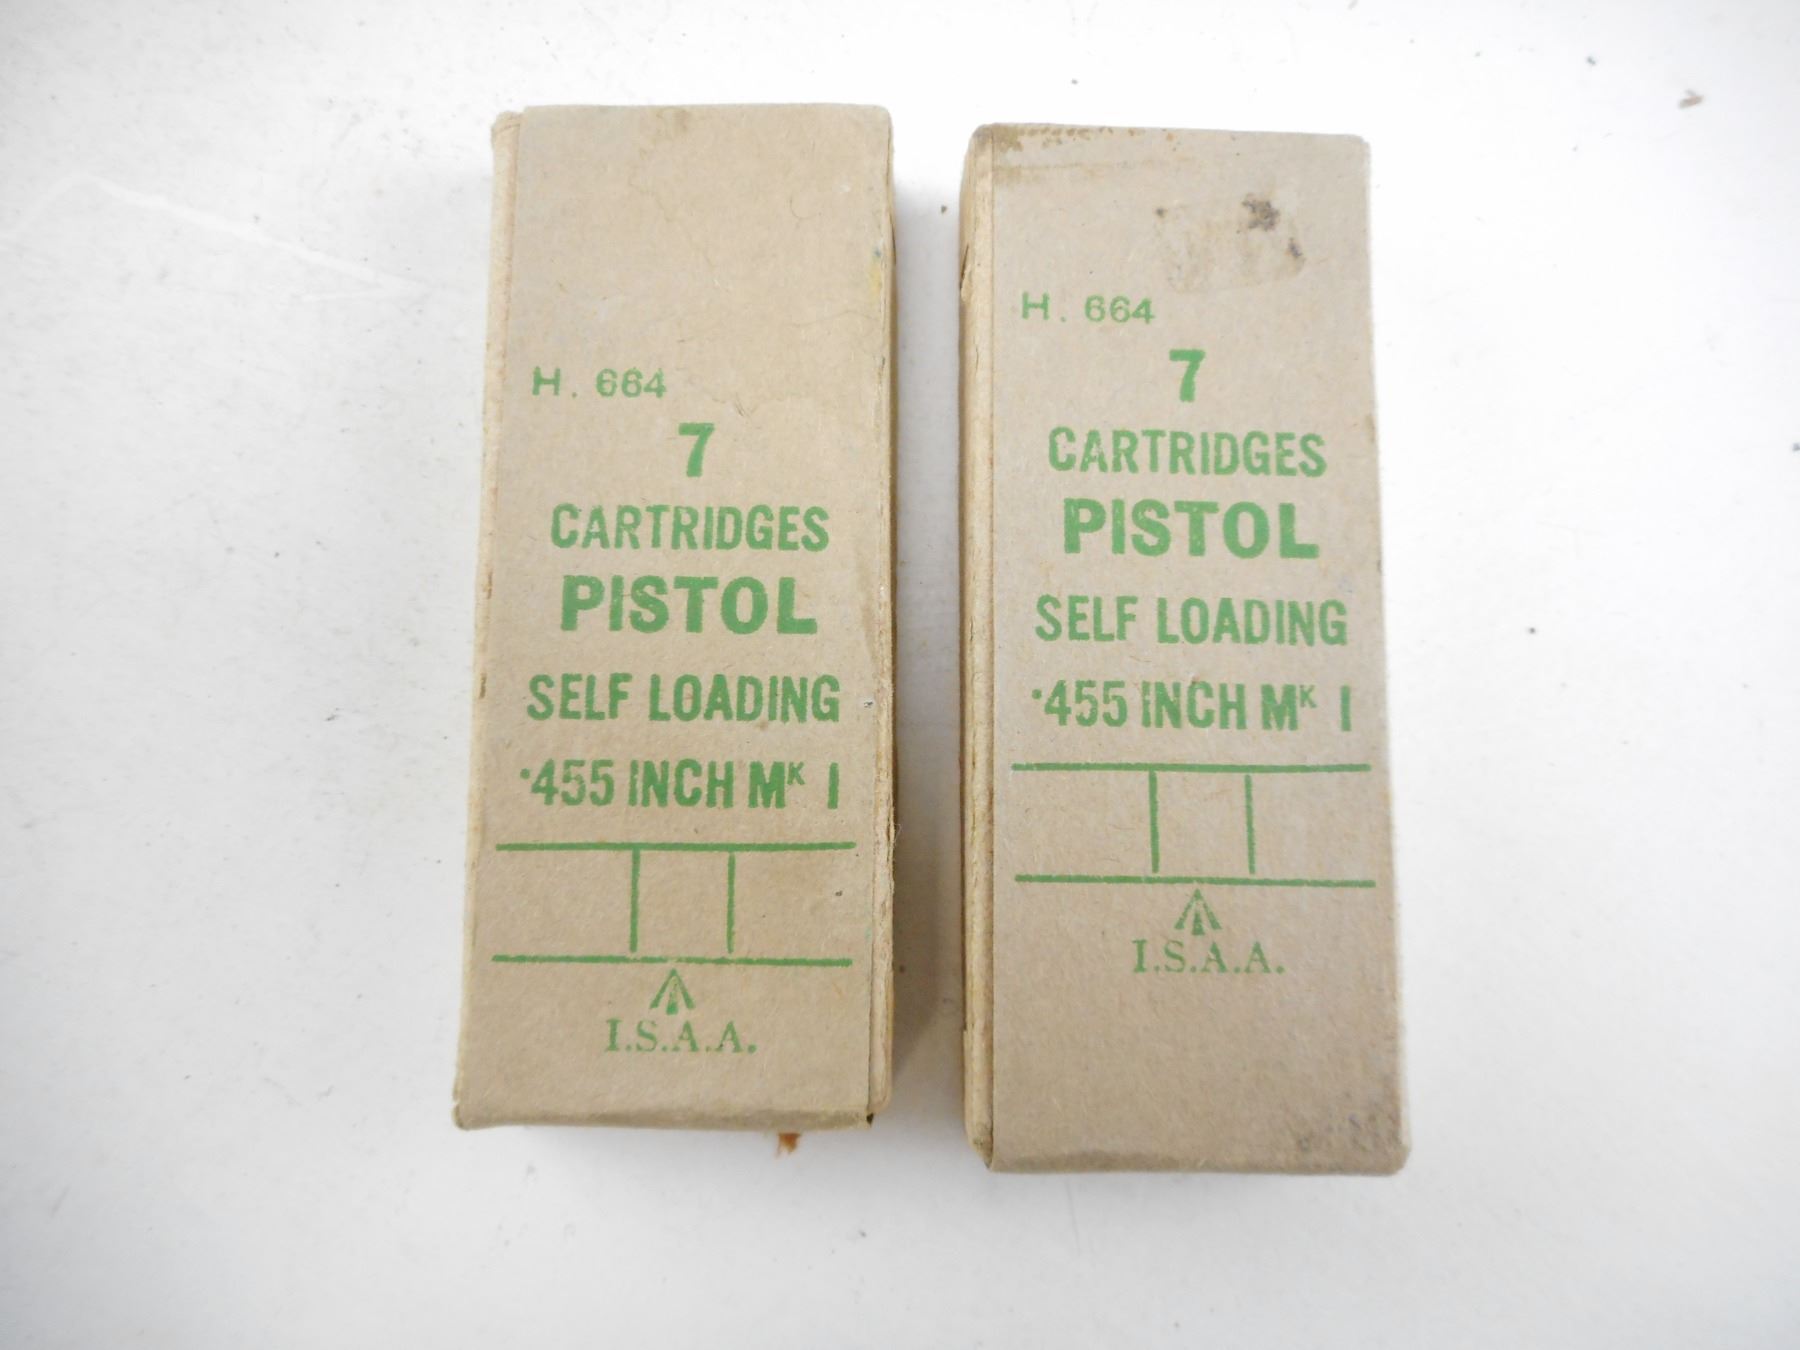 H. 664
7
CARTRIDGES
PISTOL
SELF LOADING
·455 INCH MK I
I.S.A.A.
H. 664
7
CARTRIDGES
PISTOL
SELF LOADING
·455 INCH MK I
I.S.A.A.